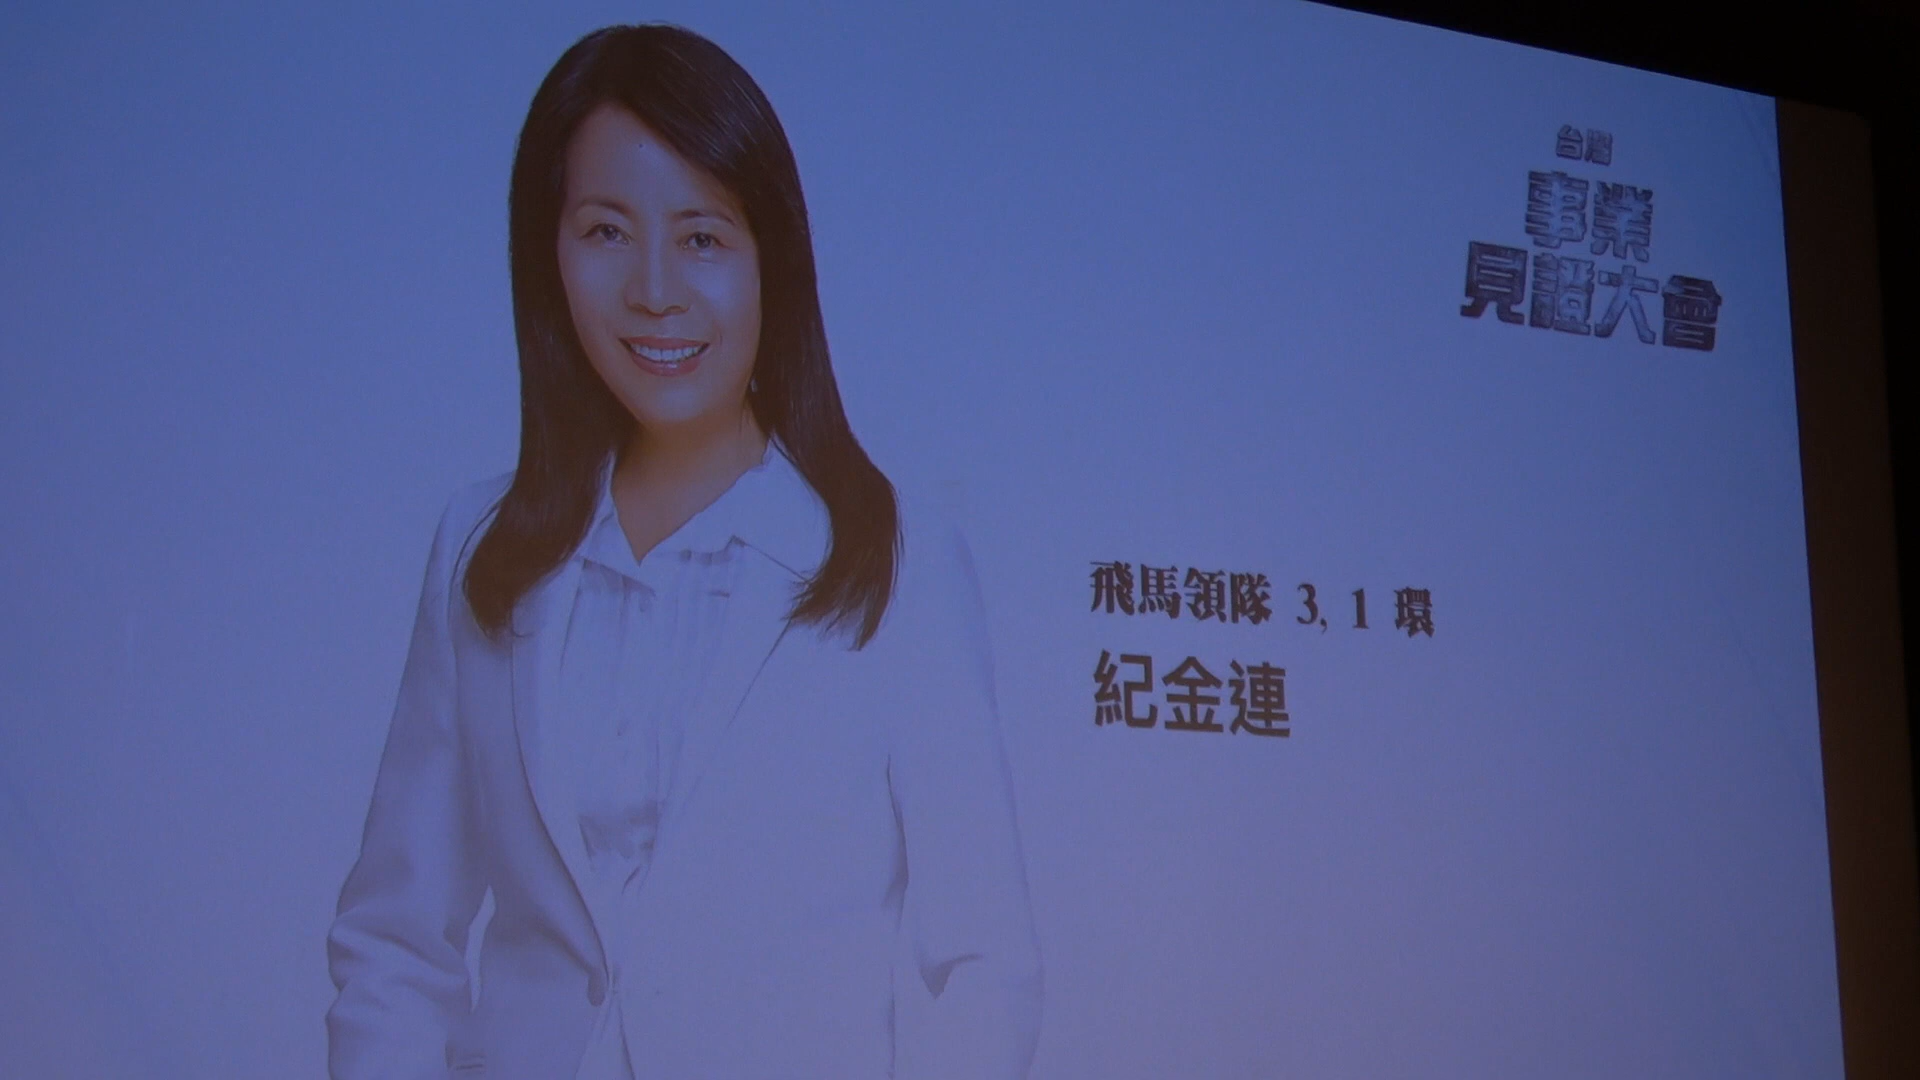 台灣
事業
見證大會
飛馬領隊 3, 1 環
紀金連